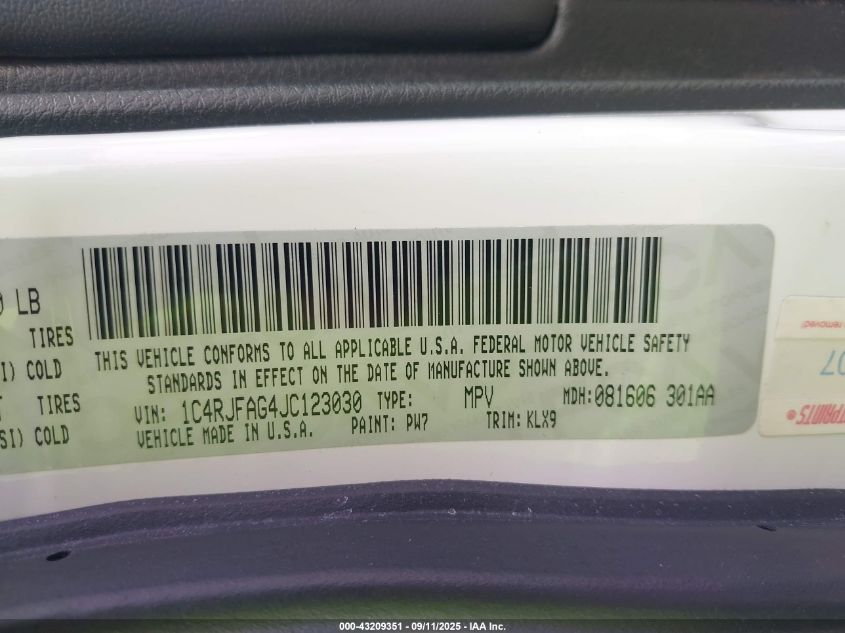 LB
TIRES
COLD
TIRES
COLD
THIS VEHICLE CONFORMS TO ALL APPLICABLE U.S.A. FEDERAL MOTOR VEHICLE SAFETY
STANDARDS IN EFFECT ON THE DATE OF MANUFACTURE SHOWN ABOVE.
VIN: 1C4RJFAG4JC123030 TYPE: MPV MDH:081606 301AA
VEHICLE MADE IN U.S.A. PAINT: PW7 TRIM: KLX9
removed
07
000-43209351 - 09/11/2025 - IAA Inc.